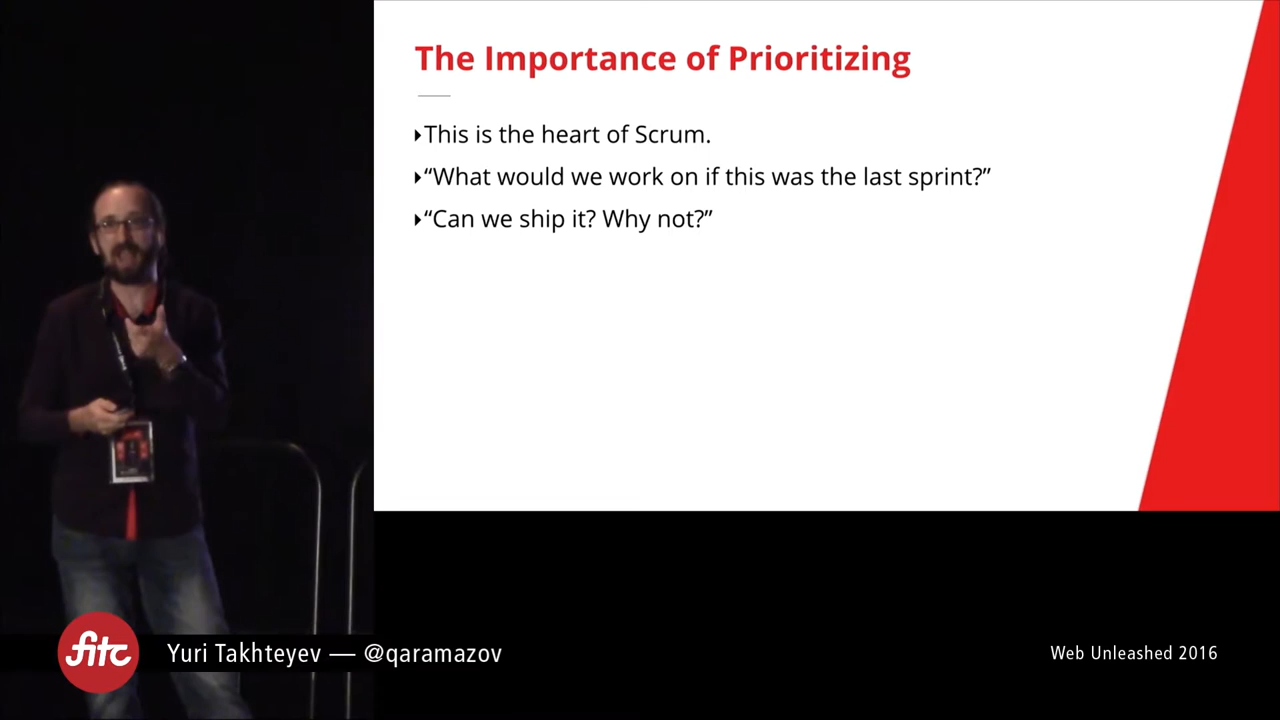 The Importance of Prioritizing
This is the heart of Scrum.
“What would we work on if this was the last sprint?”
“Can we ship it? Why not?”
fitc
Yuri Takhteyev — @qaramazov
Web Unleashed 2016